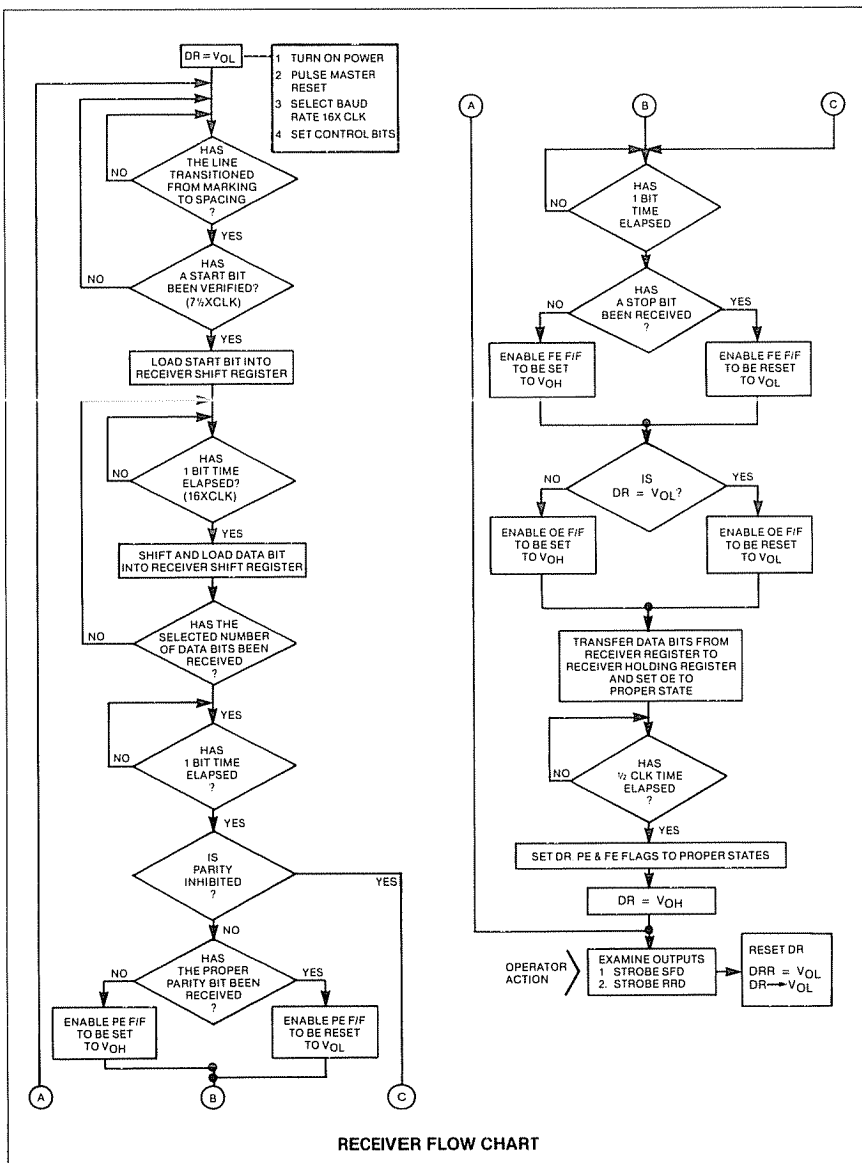 DR = VOL
1 TURN ON POWER
2 PULSE MASTER
RESET
3 SELECT BAUD
RATE 16X CLK
4 SET CONTROL BITS
HAS
THE LINE
TRANSITIONED
FROM MARKING
TO SPACING
?
NO
YES
HAS
A START BIT
BEEN VERIFIED?
(7½XCLK)
NO
YES
LOAD START BIT INTO
RECEIVER SHIFT REGISTER
HAS
1 BIT TIME
ELAPSED?
(16XCLK)
NO
YES
SHIFT AND LOAD DATA BIT
INTO RECEIVER SHIFT REGISTER
HAS THE
SELECTED NUMBER
OF DATA BITS BEEN
RECEIVED
?
NO
YES
HAS
1 BIT TIME
ELAPSED
?
NO
YES
IS
PARITY
INHIBITED
?
YES
NO
HAS
THE PROPER
PARITY BIT BEEN
RECEIVED
?
NO
YES
ENABLE PE F/F
TO BE SET
TO VOH
ENABLE PE F/F
TO BE RESET
TO VOL
A
B
C
A
B
C
HAS
1 BIT
TIME
ELAPSED
NO
HAS
A STOP BIT
BEEN RECEIVED
?
NO
YES
ENABLE FE F/F
TO BE SET
TO VOH
ENABLE FE F/F
TO BE RESET
TO VOL
IS
DR = VOL?
NO
YES
ENABLE OE F/F
TO BE SET
TO VOH
ENABLE OE F/F
TO BE RESET
TO VOL
TRANSFER DATA BITS FROM
RECEIVER REGISTER TO
RECEIVER HOLDING REGISTER
AND SET OE TO
PROPER STATE
HAS
½ CLK TIME
ELAPSED
?
NO
YES
SET DR PE & FE FLAGS TO PROPER STATES
DR = VOH
OPERATOR
ACTION
EXAMINE OUTPUTS
1 STROBE SFD
2. STROBE RRD
RESET DR
DRR = VOL
DR→VOL
RECEIVER FLOW CHART